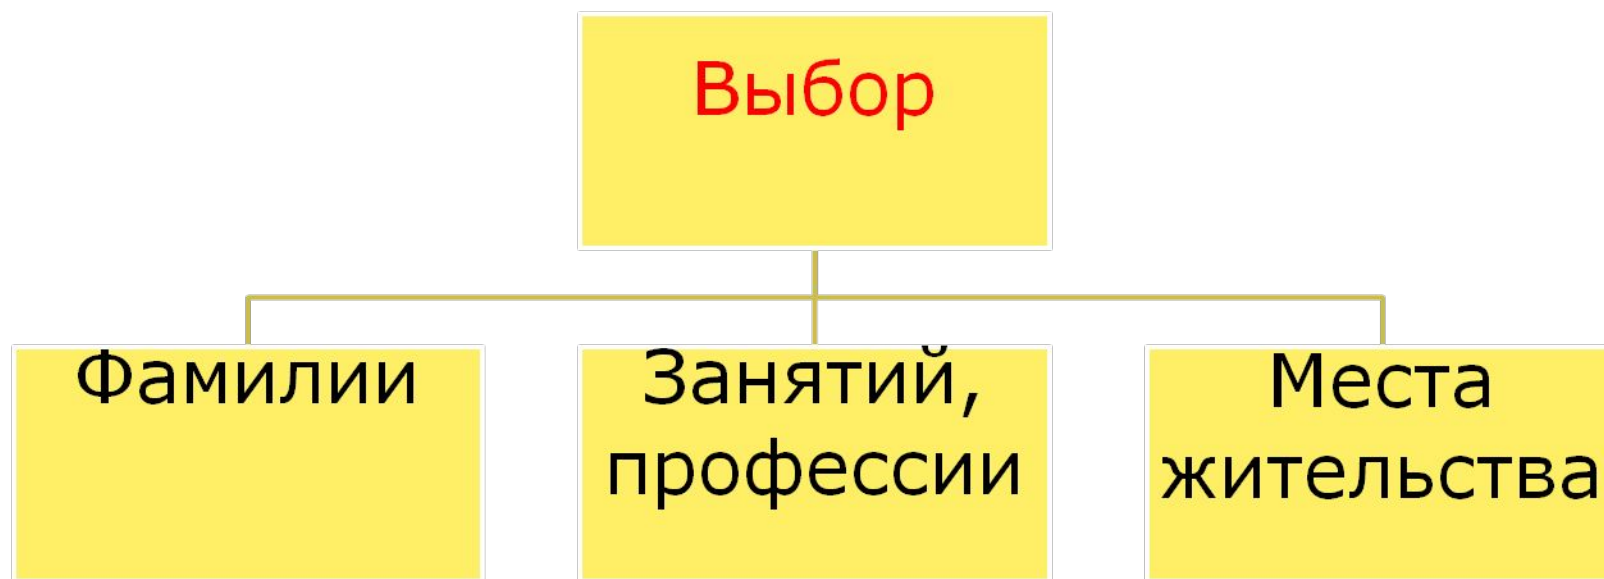 Выбор
Фамилии
Занятий,
профессии
Места
жительства